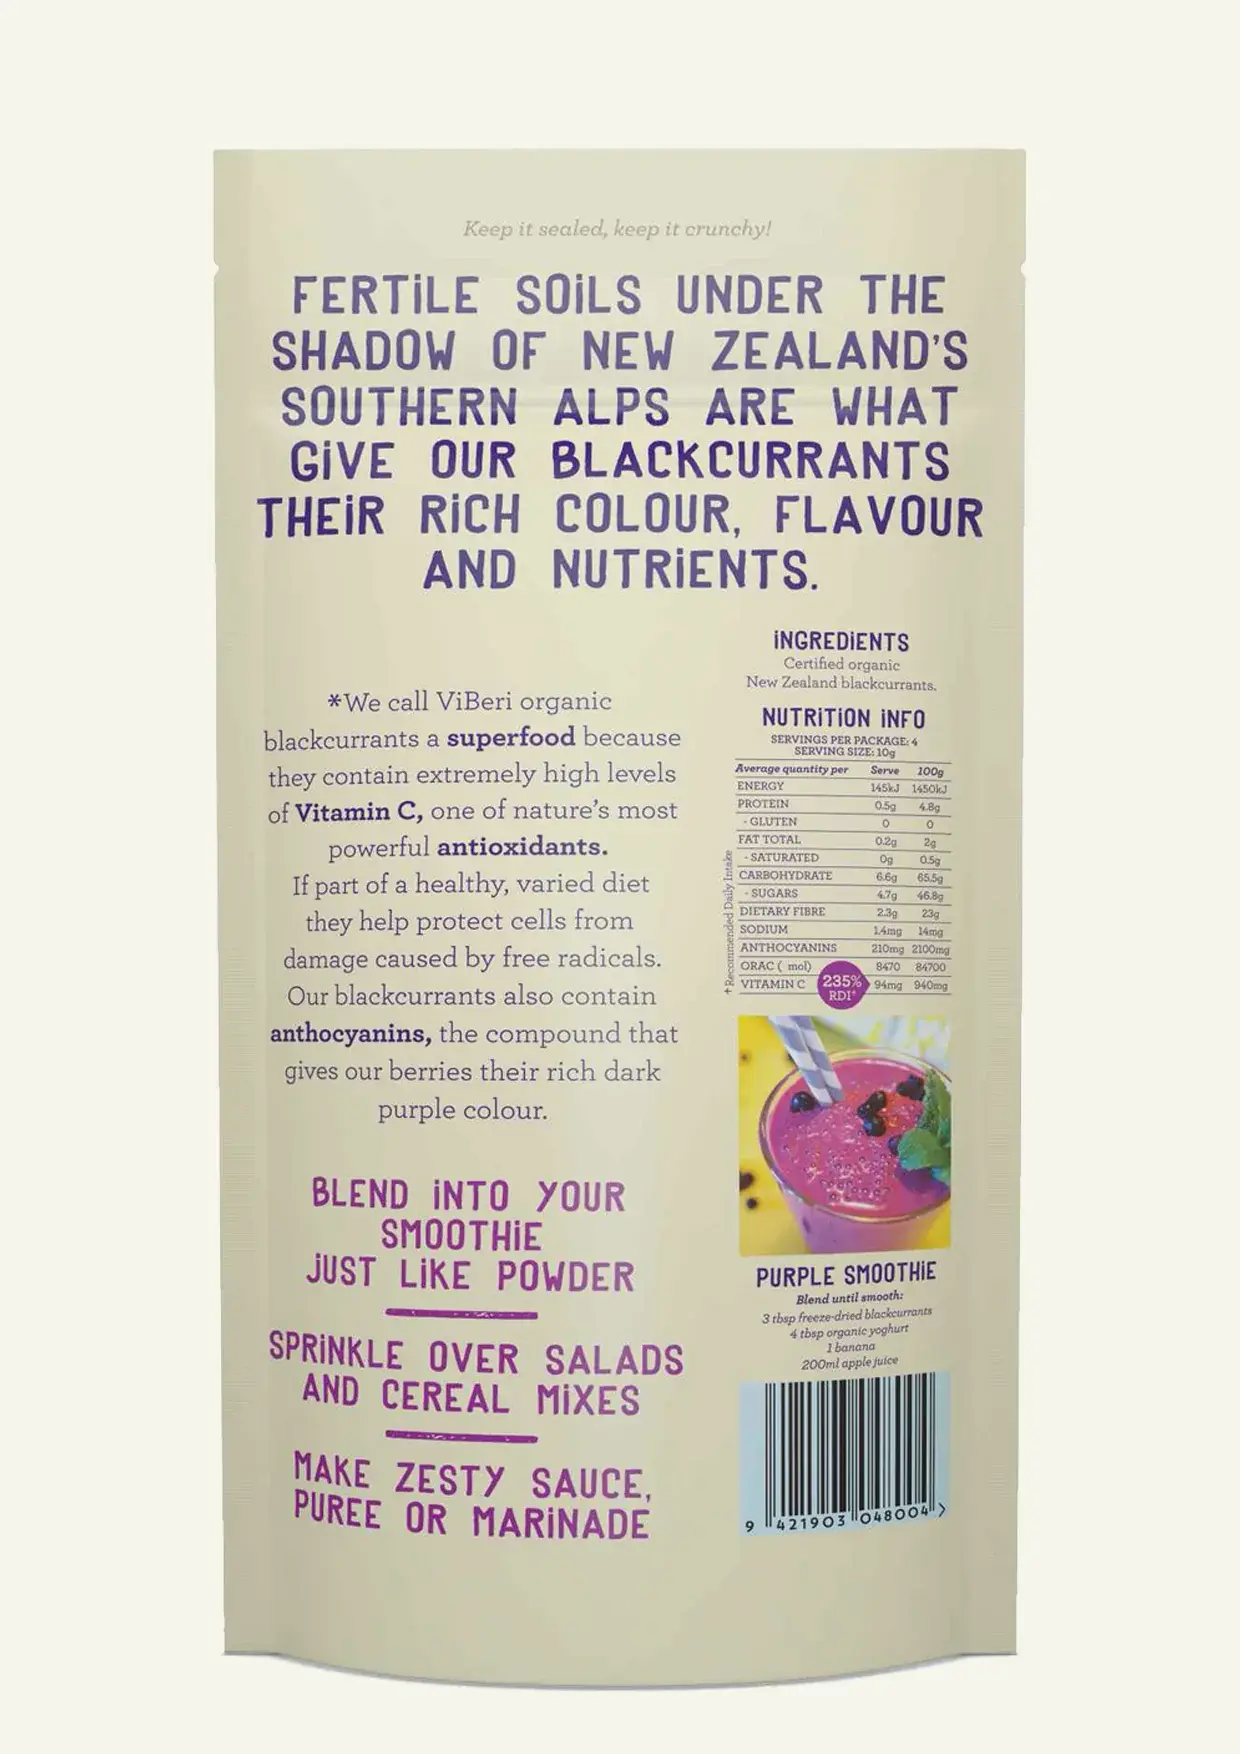 Keep it sealed, keep it crunchy!
FERTiLE SOiLS UNDER THE
SHADOW OF NEW ZEALAND'S
SOUTHERN ALPS ARE WHAT
GiVE OUR BLACKCURRANTS
THEiR RiCH COLOUR, FLAVOUR
AND NUTRiENTS.
*We call ViBeri organic
blackcurrants a superfood because
they contain extremely high levels
of Vitamin C, one of nature's most
powerful antioxidants.
If part of a healthy, varied diet
they help protect cells from
damage caused by free radicals.
Our blackcurrants also contain
anthocyanins, the compound that
gives our berries their rich dark
purple colour.
BLEND iNTO YOUR
SMOOTHiE
JUST LiKE POWDER
SPRiNKLE OVER SALADS
AND CEREAL MiXES
MAKE ZESTY SAUCE,
PUREE OR MARiNADE
iNGREDiENTS
Certified organic
New Zealand blackcurrants.
NUTRiTiON iNFO
SERVINGS PER PACKAGE: 4
SERVING SIZE: 10g
Average quantity per Serve 100g
ENERGY 145kJ 1450kJ
PROTEIN 0.5g 4.8g
- GLUTEN 0 0
FAT TOTAL 0.2g 2g
- SATURATED 0g 0.5g
CARBOHYDRATE 6.6g 65.5g
- SUGARS 4.7g 46.8g
DIETARY FIBRE 2.3g 23g
SODIUM 1.4mg 14mg
ANTHOCYANINS 210mg 2100mg
ORAC ( mol) 8470 84700
VITAMIN C 94mg 940mg
235%
RDI+
+ Recommended Daily Intake
PURPLE SMOOTHiE
Blend until smooth:
3 tbsp freeze-dried blackcurrants
4 tbsp organic yoghurt
1 banana
200ml apple juice
9 421903 048004 >